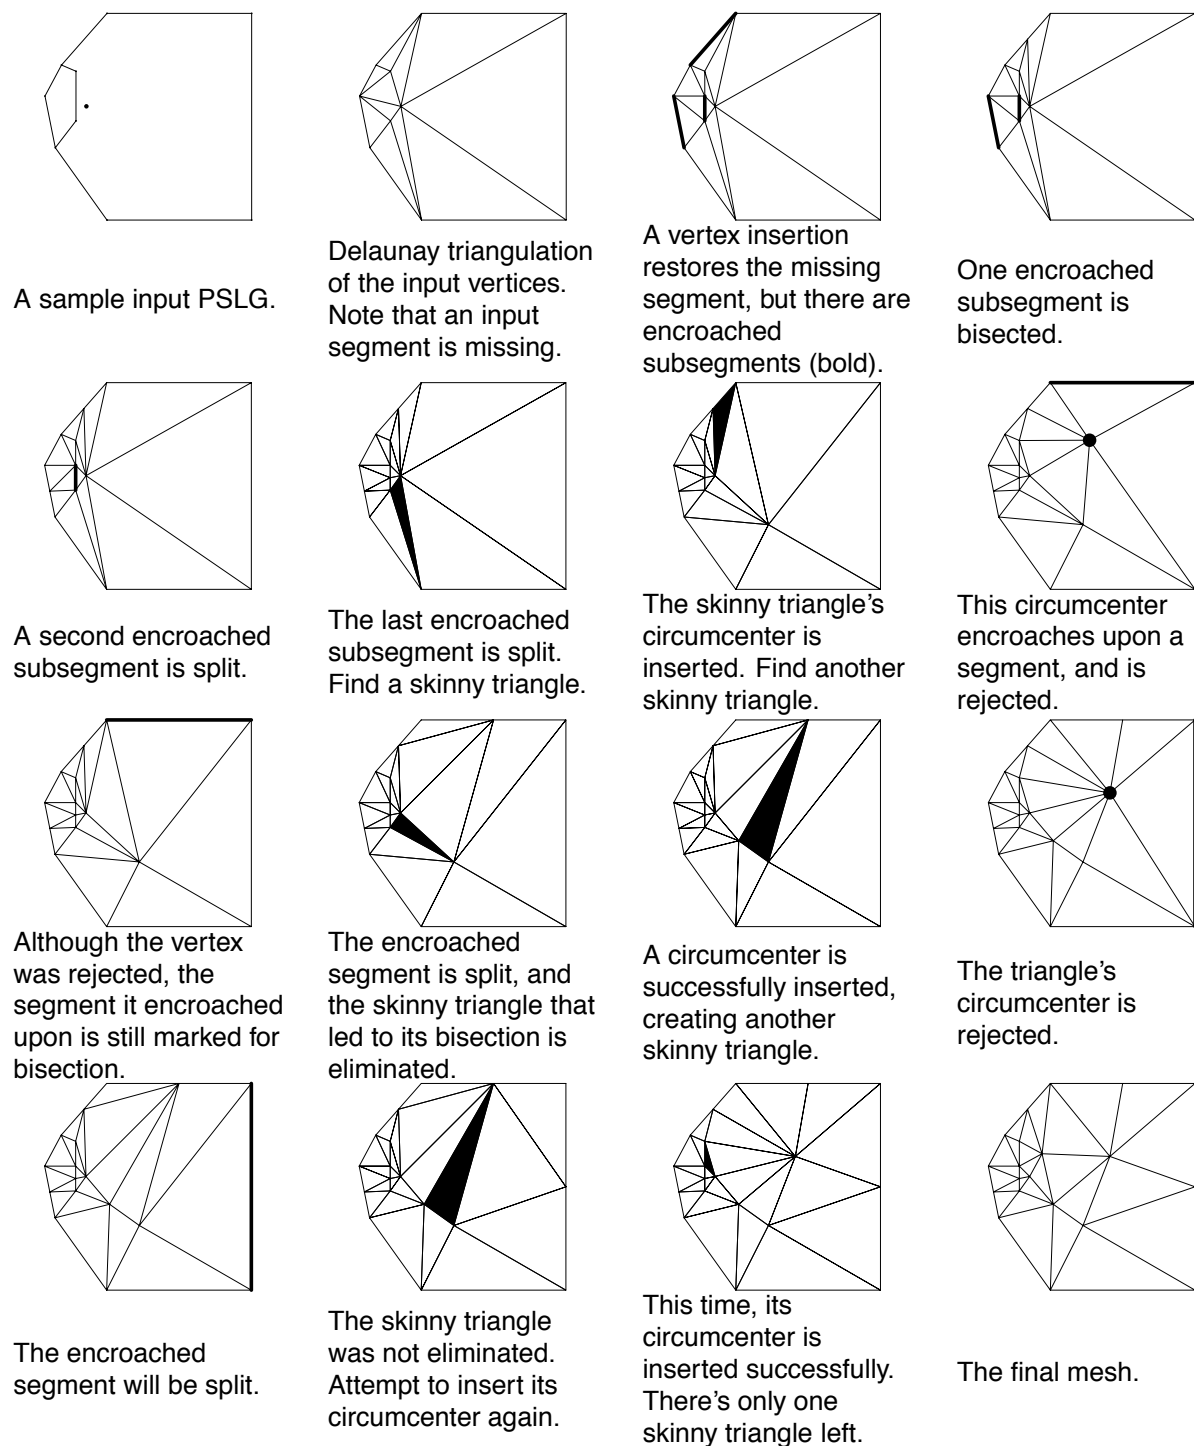 A sample input PSLG.
Delaunay triangulation
of the input vertices.
Note that an input
segment is missing.
A vertex insertion
restores the missing
segment, but there are
encroached
subsegments (bold).
One encroached
subsegment is
bisected.
A second encroached
subsegment is split.
The last encroached
subsegment is split.
Find a skinny triangle.
The skinny triangle's
circumcenter is
inserted. Find another
skinny triangle.
This circumcenter
encroaches upon a
segment, and is
rejected.
Although the vertex
was rejected, the
segment it encroached
upon is still marked for
bisection.
The encroached
segment is split, and
the skinny triangle that
led to its bisection is
eliminated.
A circumcenter is
successfully inserted,
creating another
skinny triangle.
The triangle's
circumcenter is
rejected.
The encroached
segment will be split.
The skinny triangle
was not eliminated.
Attempt to insert its
circumcenter again.
This time, its
circumcenter is
inserted successfully.
There's only one
skinny triangle left.
The final mesh.